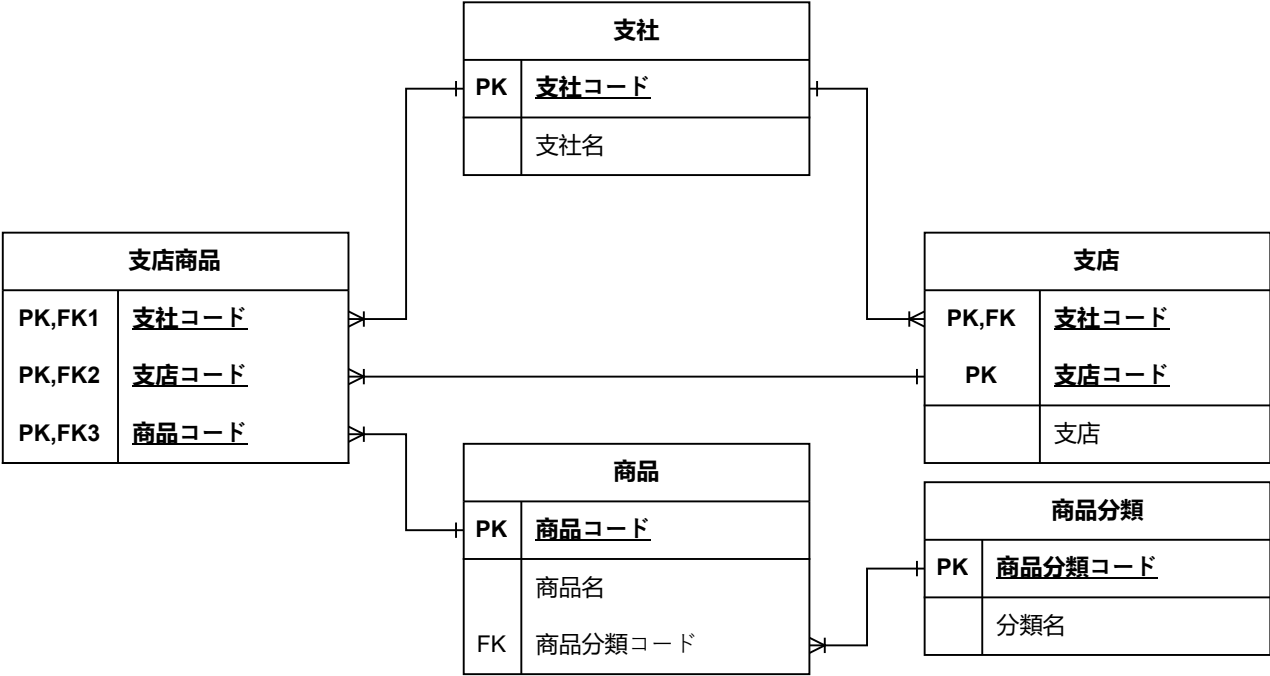 支社
PK 支社コード
支社名
支店商品
PK,FK1 支社コード
PK,FK2 支店コード
PK,FK3 商品コード
支店
PK,FK 支社コード
PK 支店コード
支店
商品
PK 商品コード
商品名
FK 商品分類コード
商品分類
PK 商品分類コード
分類名